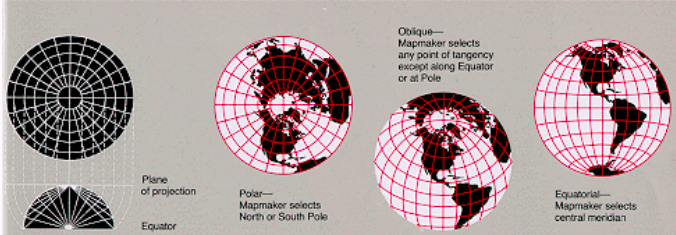 Plane
of projection
Equator
Polar—
Mapmaker selects
North or South Pole
Oblique—
Mapmaker selects
any point of tangency
except along Equator
or at Pole
Equatorial—
Mapmaker selects
central meridian